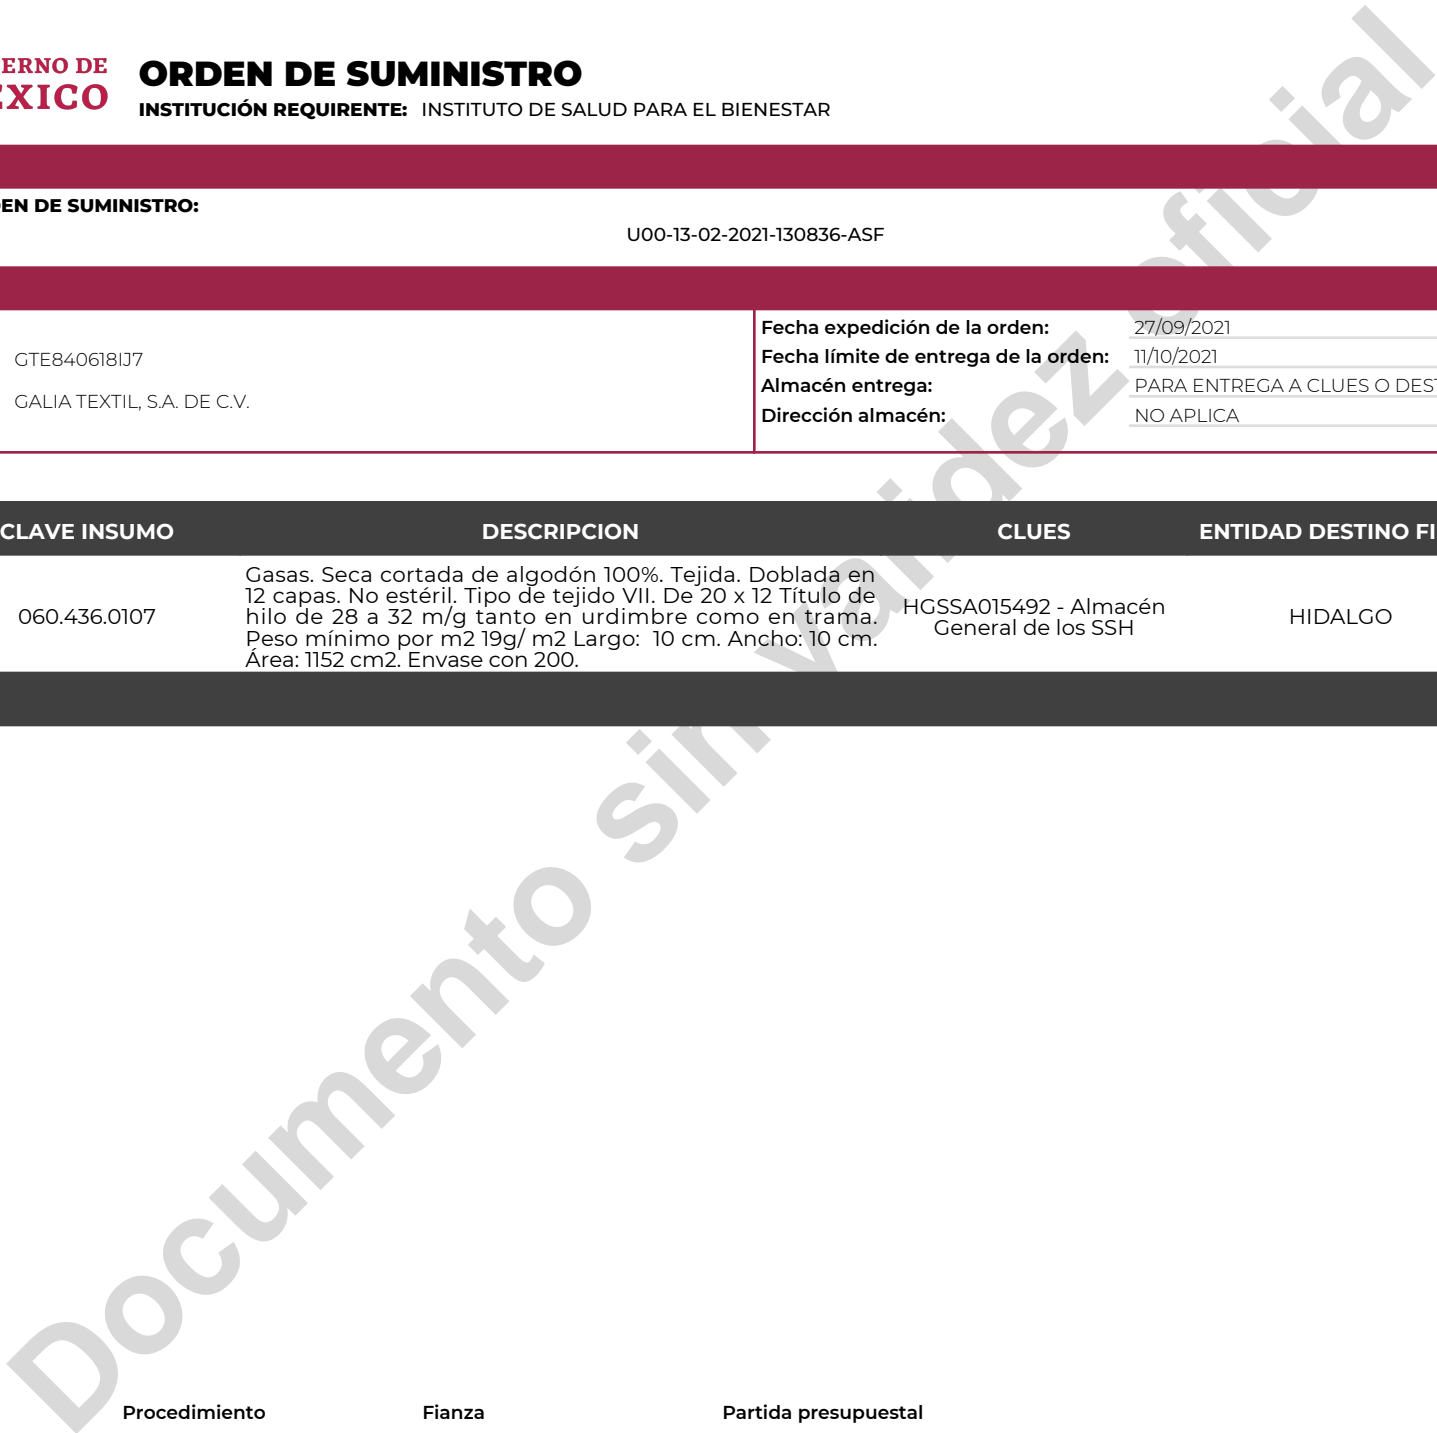 ERNO DE
EXICO
ORDEN DE SUMINISTRO
INSTITUCIÓN REQUIRENTE: INSTITUTO DE SALUD PARA EL BIENESTAR
EN DE SUMINISTRO:
U00-13-02-2021-130836-ASF
GTE840618IJ7
GALIA TEXTIL, S.A. DE C.V.
Fecha expedición de la orden: 27/09/2021
Fecha límite de entrega de la orden: 11/10/2021
Almacén entrega: PARA ENTREGA A CLUES O DEST
Dirección almacén: NO APLICA
CLAVE INSUMO DESCRIPCION CLUES ENTIDAD DESTINO FI
060.436.0107
Gasas. Seca cortada de algodón 100%. Tejida. Doblada en
12 capas. No estéril. Tipo de tejido VII. De 20 x 12 Título de
hilo de 28 a 32 m/g tanto en urdimbre como en trama.
Peso mínimo por m2 19g/ m2 Largo: 10 cm. Ancho: 10 cm.
Área: 1152 cm2. Envase con 200.
HGSSA015492 - Almacén
General de los SSH
HIDALGO
Documento sin validez oficial
Procedimiento Fianza Partida presupuestal